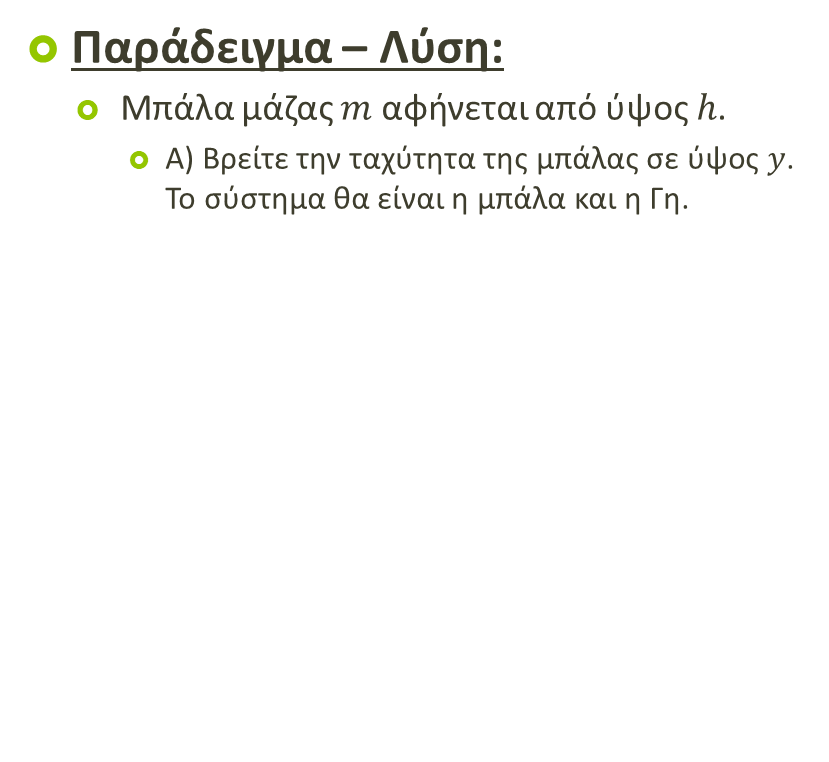 Παράδειγμα – Λύση:
Μπάλα μάζας m αφήνεται από ύψος h.
Α) Βρείτε την ταχύτητα της μπάλας σε ύψος y.
Το σύστημα θα είναι η μπάλα και η Γη.